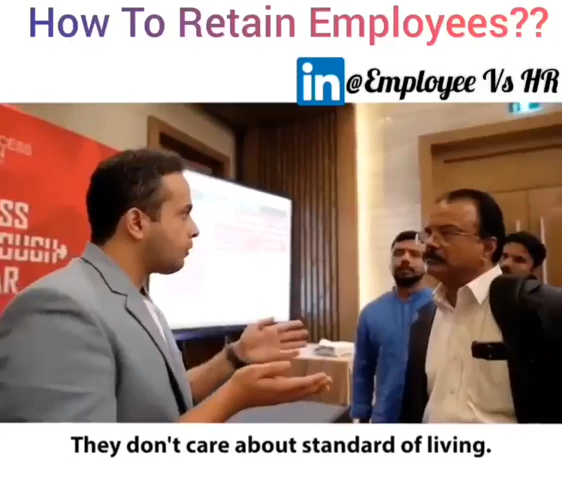 How To Retain Employees??
in @Employee Vs HR
They don't care about standard of living.